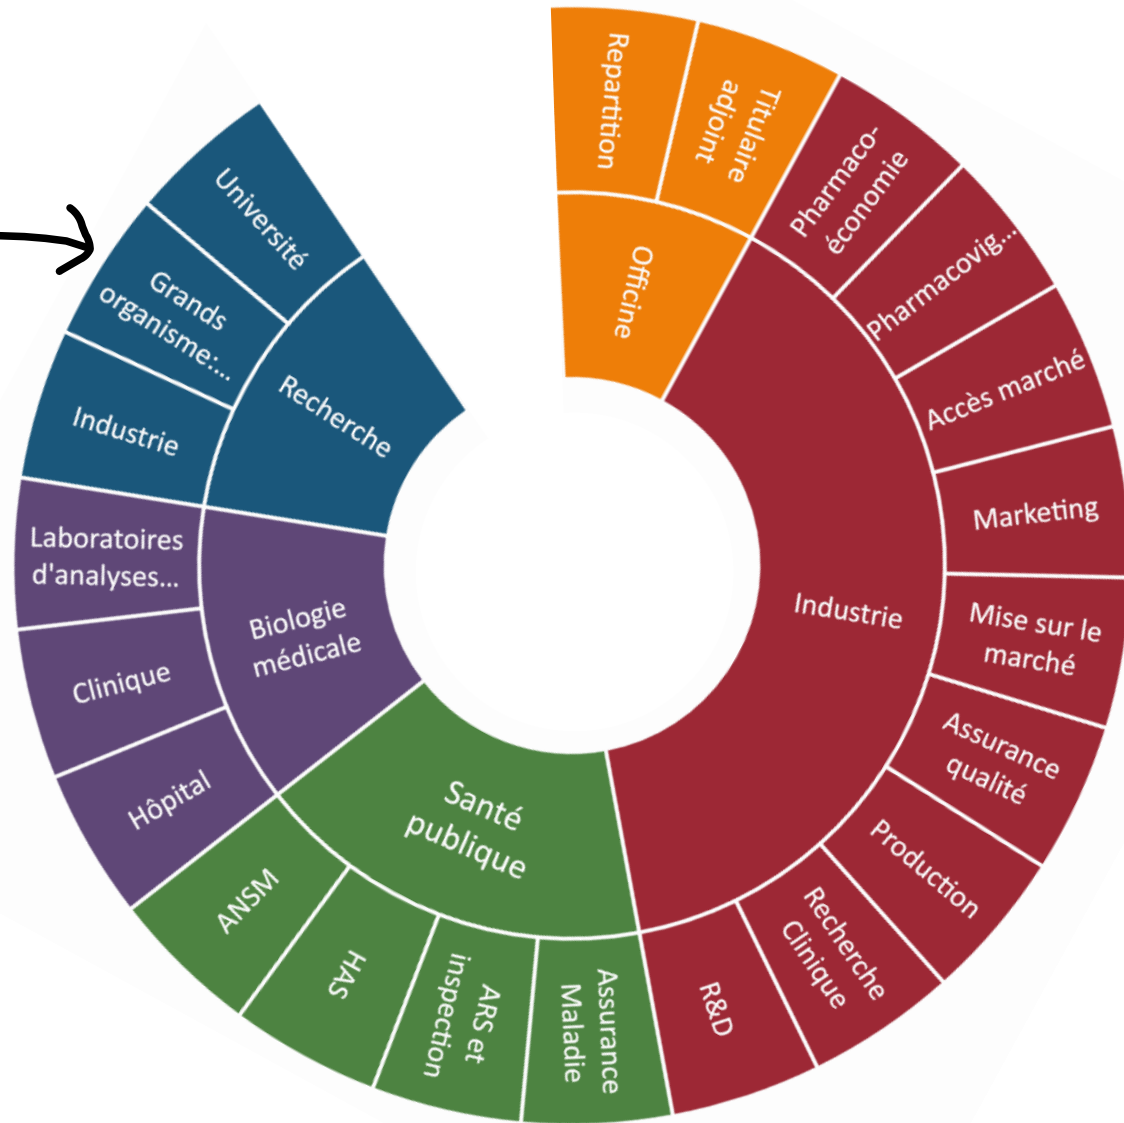 Repartition
Titulaire
adjoint
Officine
Pharmaco-
économie
Pharmacovig...
Accès marché
Marketing
Mise sur le
marché
Assurance
qualité
Production
Recherche
Clinique
R&D
Industrie
Assurance
Maladie
ARS et
inspection
HAS
ANSM
Santé
publique
Hôpital
Clinique
Laboratoires
d'analyses...
Biologie
médicale
Industrie
Grands
organisme:...
Université
Recherche